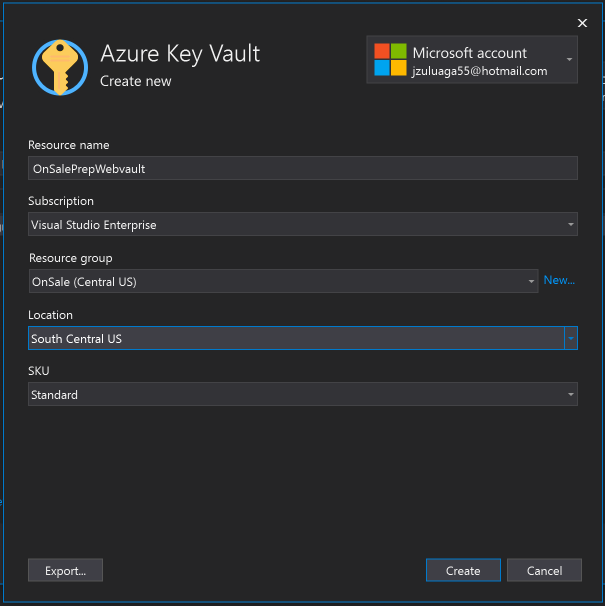 Azure Key Vault
Create new
Microsoft account
jzuluaga55@hotmail.com
Resource name
OnSalePrepWebvault
Subscription
Visual Studio Enterprise
Resource group
OnSale (Central US)
New...
Location
South Central US
SKU
Standard
Export...
Create
Cancel